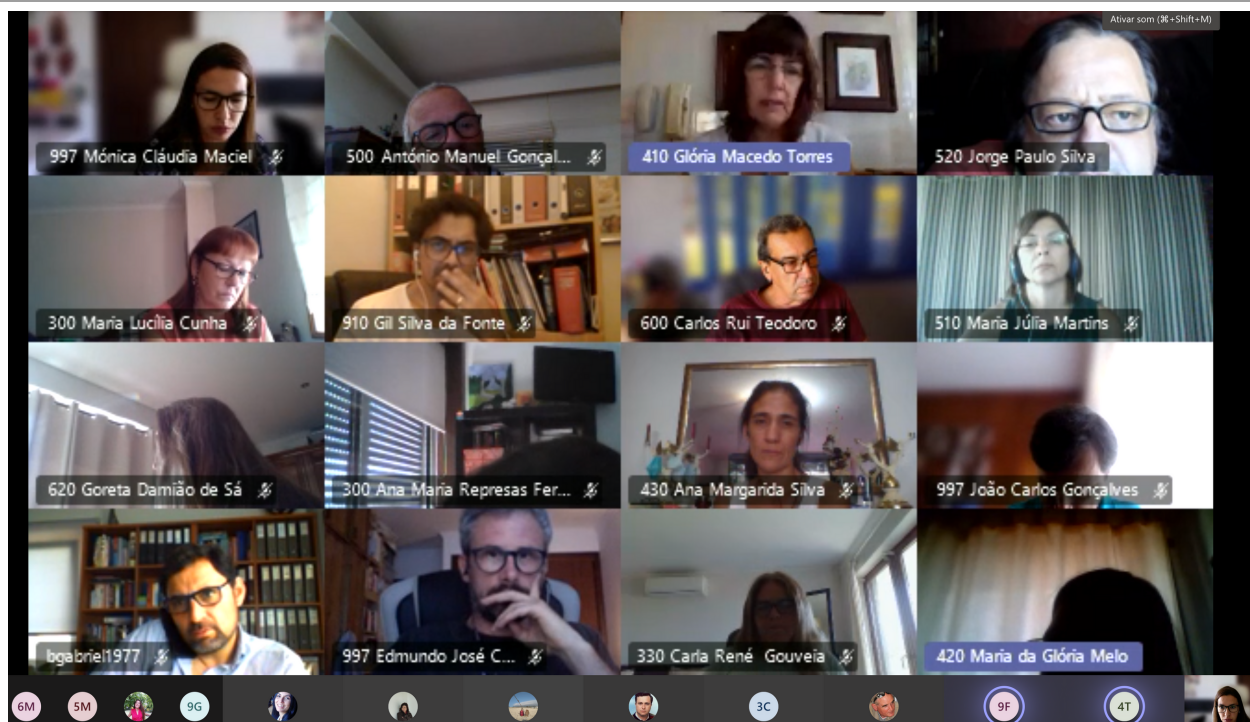 Ativar som (⌘+Shift+M)
997 Mónica Cláudia Maciel
500 António Manuel Gonçal...
410 Glória Macedo Torres
520 Jorge Paulo Silva
300 Maria Lucília Cunha
910 Gil Silva da Fonte
600 Carlos Rui Teodoro
510 Maria Júlia Martins
620 Goreta Damião de Sá
300 Ana Maria Represas Fer...
430 Ana Margarida Silva
997 João Carlos Gonçalves
bgabriel1977
997 Edmundo José C...
330 Carla René Gouveia
420 Maria da Glória Melo
6M
5M
9G
3C
9F
4T